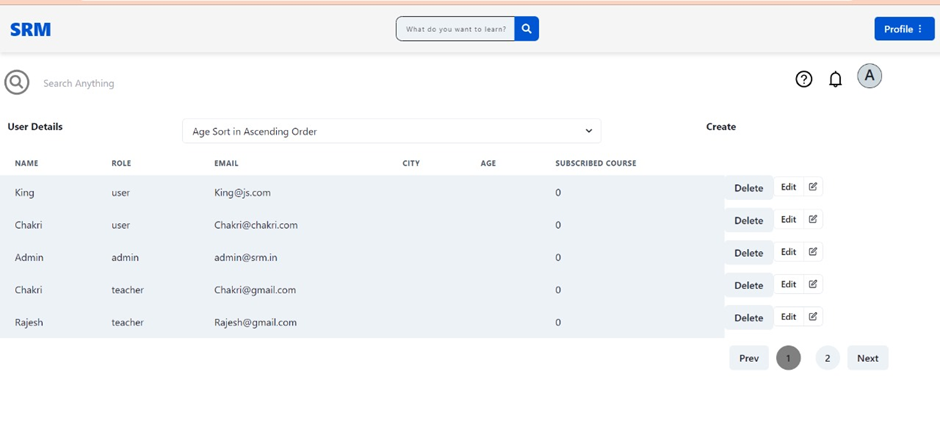 SRM What do you want to learn? Profile
Search Anything A
User Details Age Sort in Ascending Order Create
NAME ROLE EMAIL CITY AGE SUBSCRIBED COURSE
King user King@js.com 0 Delete Edit
Chakri user Chakri@chakri.com 0 Delete Edit
Admin admin admin@srm.in 0 Delete Edit
Chakri teacher Chakri@gmail.com 0 Delete Edit
Rajesh teacher Rajesh@gmail.com 0 Delete Edit
Prev 1 2 Next